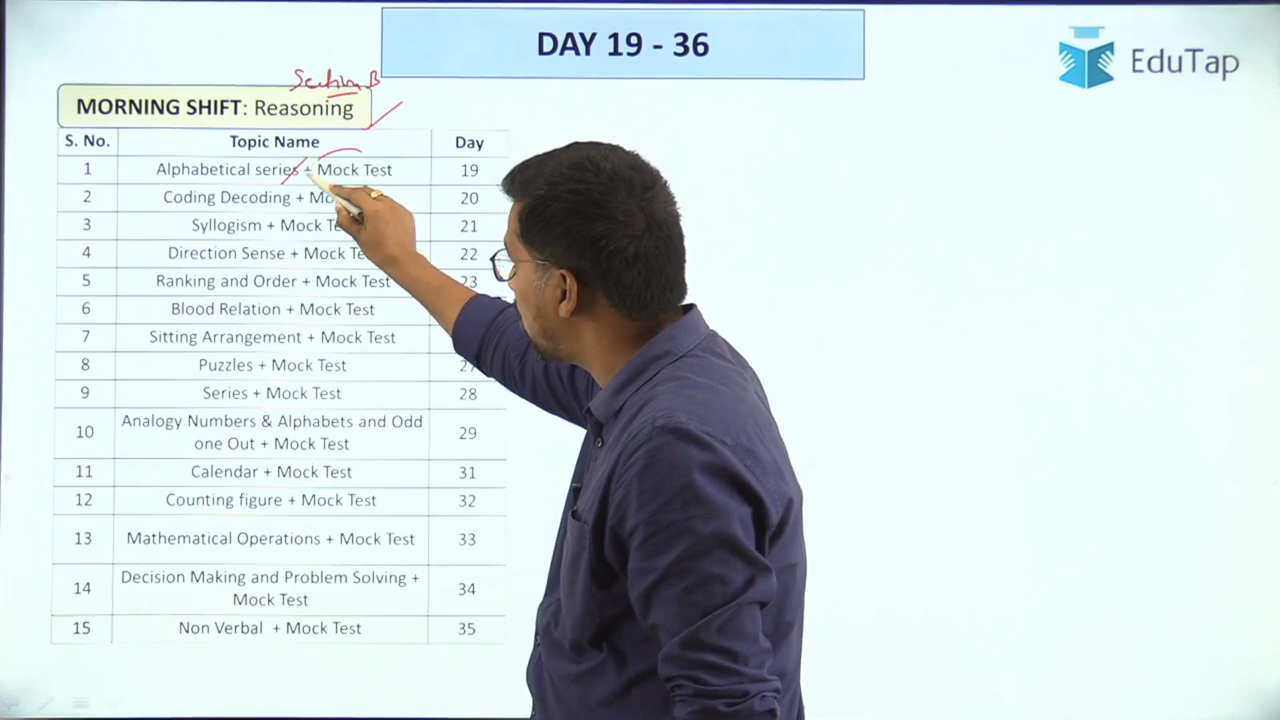 DAY 19 - 36
EduTap
Section B
MORNING SHIFT: Reasoning
S. No. Topic Name Day
1 Alphabetical series + Mock Test 19
2 Coding Decoding + 20
3 Syllogism + Mock 21
4 Direction Sense + Mock 22
5 Ranking and Order + Mock Test 23
6 Blood Relation + Mock Test
7 Sitting Arrangement + Mock Test
8 Puzzles + Mock Test 27
9 Series + Mock Test 28
10 Analogy Numbers & Alphabets and Odd
one Out + Mock Test 29
11 Calendar + Mock Test 31
12 Counting figure + Mock Test 32
13 Mathematical Operations + Mock Test 33
14 Decision Making and Problem Solving +
Mock Test 34
15 Non Verbal + Mock Test 35